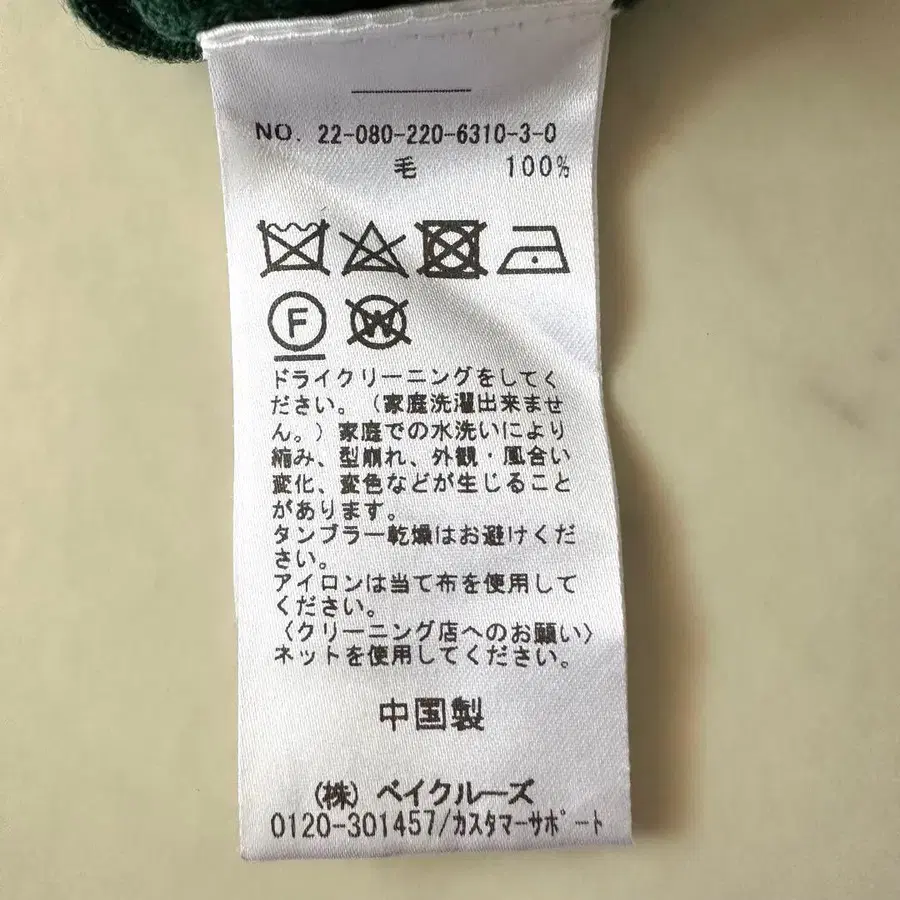 NO. 22-080-220-6310-3-0
毛 100%
F W
ドライクリーニングをしてく
ださい。（家庭洗濯出来ませ
ん。）家庭での水洗いにより
縮み、型崩れ、外観・風合い
変化、変色などが生じること
があります。
タンブラー乾燥はお避けくだ
さい。
アイロンは当て布を使用して
ください。
〈クリーニング店へのお願い〉
ネットを使用してください。
中国製
（株）ベイクルーズ
0120-301457/カスタマーサポート